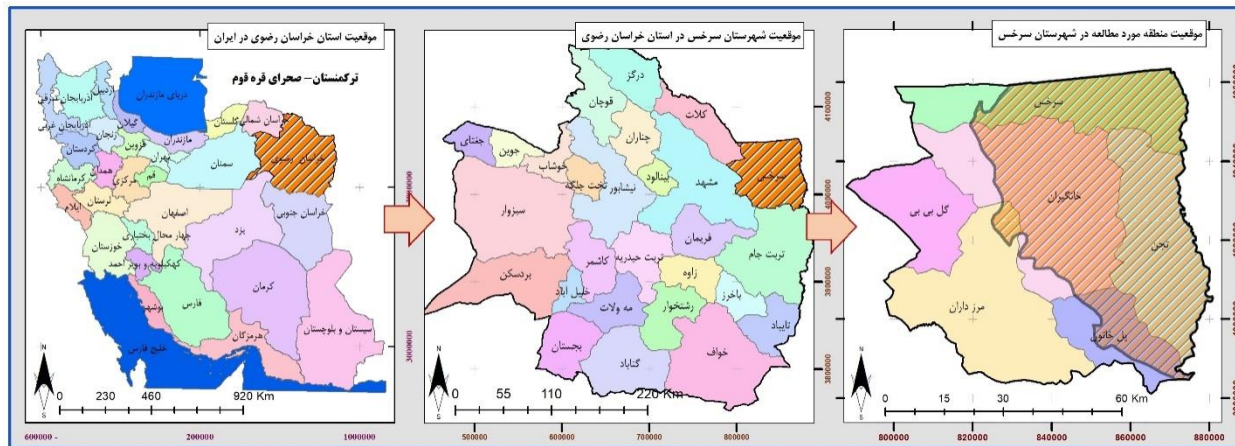 موقعیت استان خراسان رضوی در ایران
ترکمنستان- صحرای قره قوم
دریای مازندران
اردبیل
آذربایجان شرقی
آذربایجان غربی
گیلان
گلستان
خراسان شمالی
زنجان
مازندران
کردستان
قزوین
تهران
سمنان
خراسان رضوی
همدان
قم
کرمانشاه
مرکزی
لرستان
ایلام
اصفهان
خراسان جنوبی
یزد
خوزستان
چهار محال بختیاری
کهکیلویه و بویر احمد
فارس
کرمان
بوشهر
هرمزگان
سیستان و بلوچستان
خلیج فارس
N
S
0 230 460 920 Km
600000 -
200000
1000000
3000000
موقعیت شهرستان سرخس در استان خراسان رضوی
درگز
قوچان
کلات
چناران
جغتای
جوین
خوشاب
تخت جلگه
نیشابور
بینالود
مشهد
سرخس
سبزوار
فریمان
تربت جام
کاشمر
تربت حیدریه
زاوه
بردسکن
خلیل آباد
مه ولات
رشتخوار
باخرز
تایباد
بجستان
گناباد
خواف
N
S
0 55 110 220 Km
500000
600000
700000
800000
4100000
4000000
3900000
3800000
موقعیت منطقه مورد مطالعه در شهرستان سرخس
سرخس
خانگیران
گل بی بی
تجن
مرز داران
پل خاتون
N
S
0 15 30 60 Km
800000
820000
840000
860000
880000